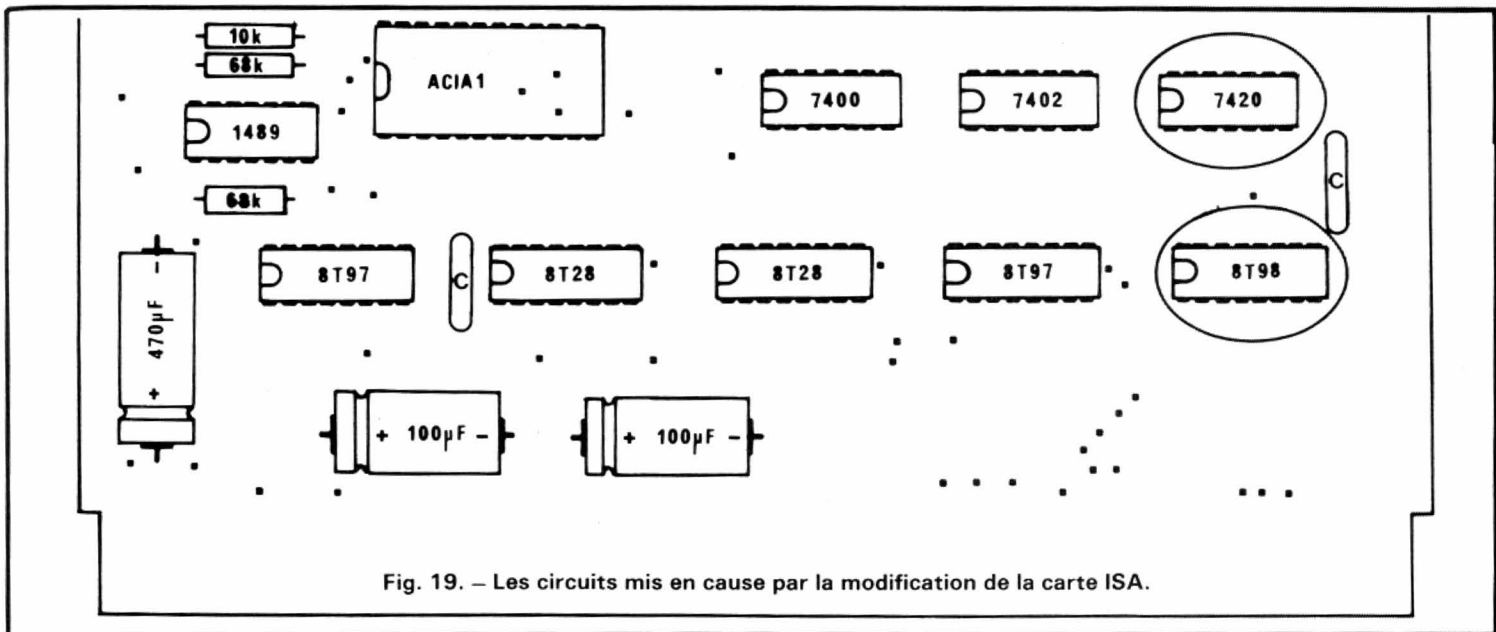 10k
68k
ACIA1
7400
7402
7420
1489
C
68k
8T97
C
8T28
8T28
8T97
8T98
- 470µF +
+ 100µF -
+ 100µF -
Fig. 19. – Les circuits mis en cause par la modification de la carte ISA.